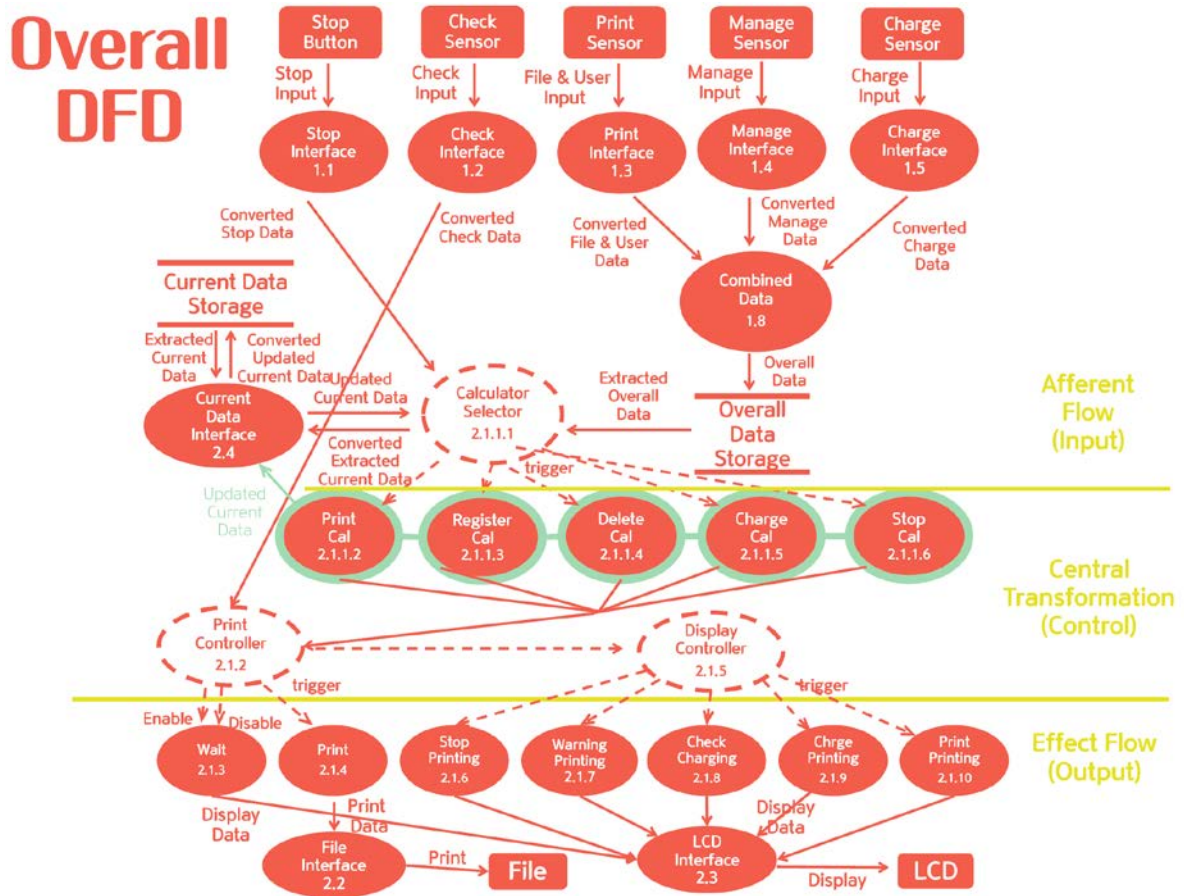 Overall
DFD
Stop
Button
Check
Sensor
Print
Sensor
Manage
Sensor
Charge
Sensor
Stop
Input
Check
Input
File & User
Input
Manage
Input
Charge
Input
Stop
Interface
1.1
Check
Interface
1.2
Print
Interface
1.3
Manage
Interface
1.4
Charge
Interface
1.5
Converted
Stop Data
Converted
Check Data
Converted
File & User
Data
Converted
Manage
Data
Converted
Charge
Data
Current Data
Storage
Combined
Data
1.8
Extracted
Current
Data
Converted
Updated
Current Data
Updated
Current Data
Overall
Data
Current
Data
Interface
2.4
Calculator
Selector
2.1.1.1
Extracted
Overall
Data
Overall
Data
Storage
Afferent
Flow
(Input)
Converted
Extracted
Current Data
trigger
Updated
Current
Data
Print
Cal
2.1.1.2
Register
Cal
2.1.1.3
Delete
Cal
2.1.1.4
Charge
Cal
2.1.1.5
Stop
Cal
2.1.1.6
Central
Transformation
(Control)
Print
Controller
2.1.2
Display
Controller
2.1.5
trigger
trigger
Enable
Disable
Wait
2.1.3
Print
2.1.4
Stop
Printing
2.1.6
Warning
Printing
2.1.7
Check
Charging
2.1.8
Chrge
Printing
2.1.9
Print
Printing
2.1.10
Effect Flow
(Output)
Display
Data
Print
Data
Display
Data
File
Interface
2.2
Print
File
LCD
Interface
2.3
Display
LCD